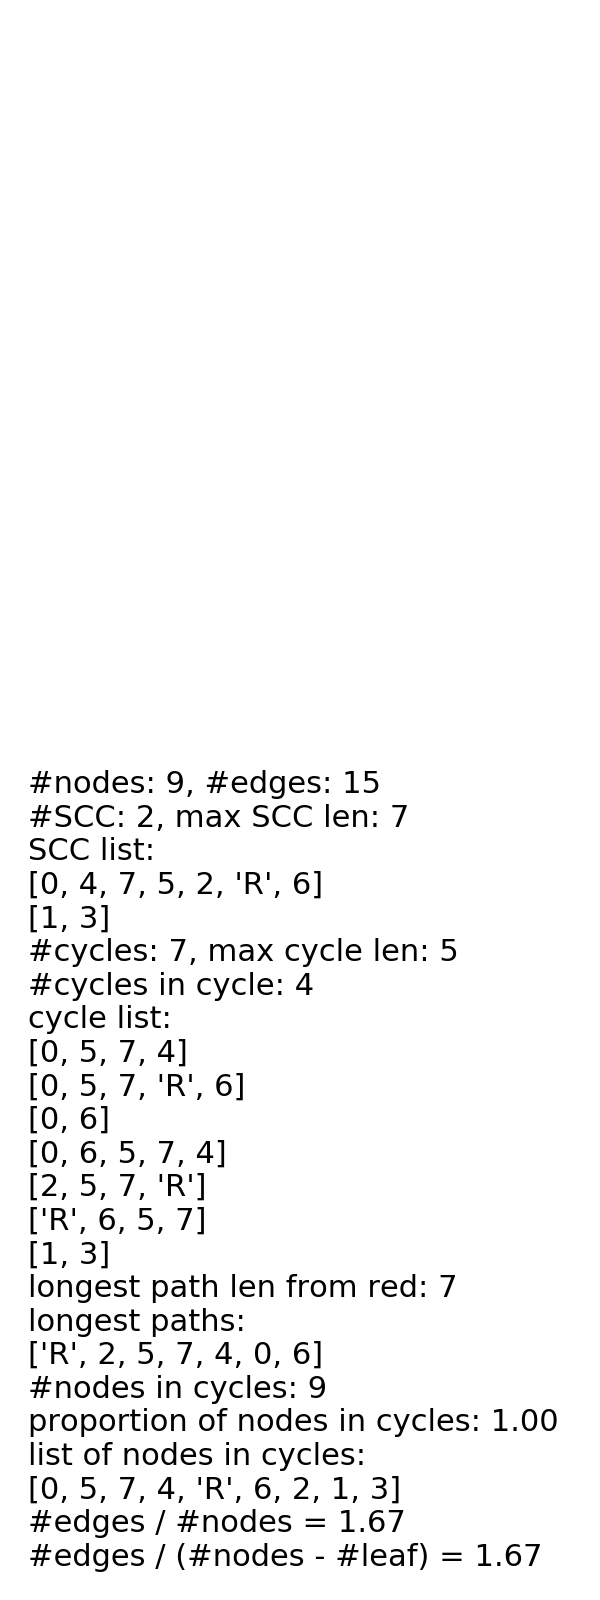 #nodes: 9, #edges: 15
#SCC: 2, max SCC len: 7
SCC list:
[0, 4, 7, 5, 2, 'R', 6]
[1, 3]
#cycles: 7, max cycle len: 5
#cycles in cycle: 4
cycle list:
[0, 5, 7, 4]
[0, 5, 7, 'R', 6]
[0, 6]
[0, 6, 5, 7, 4]
[2, 5, 7, 'R']
['R', 6, 5, 7]
[1, 3]
longest path len from red: 7
longest paths:
['R', 2, 5, 7, 4, 0, 6]
#nodes in cycles: 9
proportion of nodes in cycles: 1.00
list of nodes in cycles:
[0, 5, 7, 4, 'R', 6, 2, 1, 3]
#edges / #nodes = 1.67
#edges / (#nodes - #leaf) = 1.67